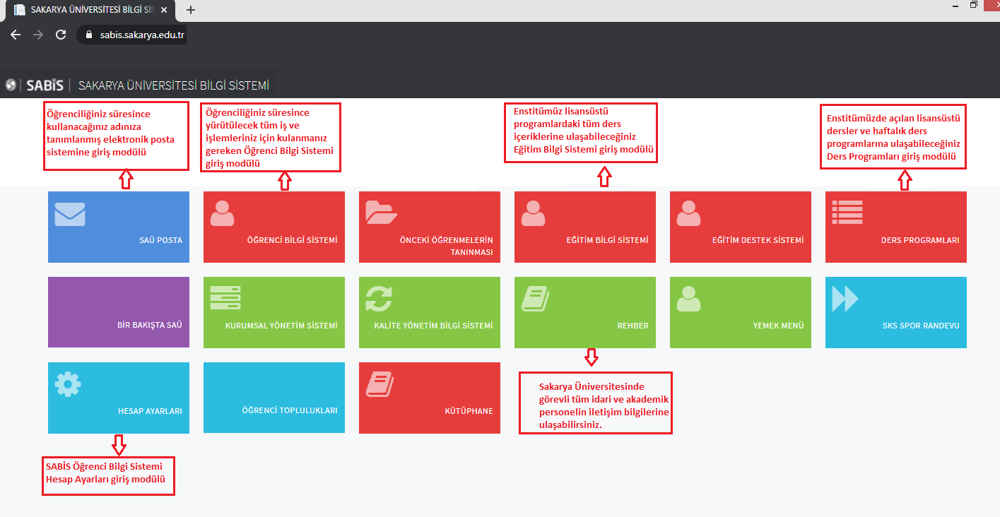 SAKARYA ÜNİVERSİTESİ BİLGİ SİS
sabis.sakarya.edu.tr
SABİS | SAKARYA ÜNİVERSİTESİ BİLGİ SİSTEMİ
Öğrenciliğiniz süresince
kullanacağınız adınıza
tanımlanmış elektronik posta
sistemine giriş modülü
Öğrenciliğiniz süresince
yürütülecek tüm iş ve
işlemleriniz için kulanmanız
gereken Öğrenci Bilgi Sistemi
giriş modülü
Enstitümüz lisansüstü
programlardaki tüm ders
içeriklerine ulaşabileceğiniz
Eğitim Bilgi Sistemi giriş modülü
Enstitümüzde açılan lisansüstü
dersler ve haftalık ders
programlarına ulaşabileceğiniz
Ders Programları giriş modülü
SAÜ POSTA
ÖĞRENCİ BİLGİ SİSTEMİ
ÖNCEKİ ÖĞRENMELERİN
TANINMASI
EĞİTİM BİLGİ SİSTEMİ
EĞİTİM DESTEK SİSTEMİ
DERS PROGRAMLARI
BİR BAKIŞTA SAÜ
KURUMSAL YÖNETİM SİSTEMİ
KALİTE YÖNETİM BİLGİ SİSTEMİ
REHBER
YEMEK MENÜ
SKS SPOR RANDEVU
HESAP AYARLARI
ÖĞRENCİ TOPLULUKLARI
KÜTÜPHANE
Sakarya Üniversitesinde
görevli tüm idari ve akademik
personelin iletişim bilgilerine
ulaşabilirsiniz.
SABİS Öğrenci Bilgi Sistemi
Hesap Ayarları giriş modülü